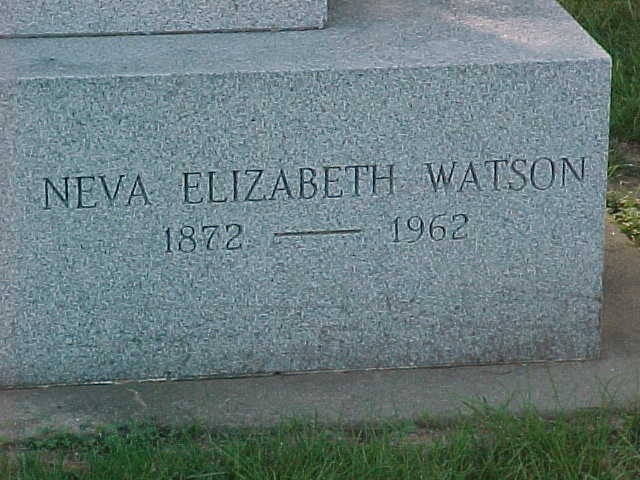 NEVA ELIZABETH WATSON
1872 — 1962